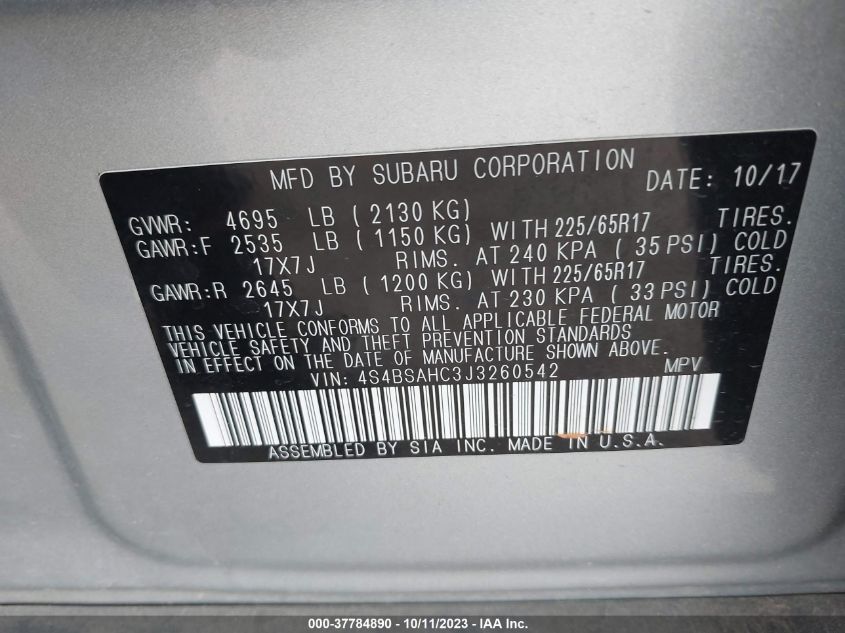 MFD BY SUBARU CORPORATION DATE: 10/17
GVWR: 4695 LB ( 2130 KG)
GAWR:F 2535 LB ( 1150 KG) WITH 225/65R17 TIRES.
17X7J RIMS. AT 240 KPA ( 35 PSI) COLD
GAWR:R 2645 LB ( 1200 KG) WITH 225/65R17 TIRES.
17X7J RIMS. AT 230 KPA ( 33 PSI) COLD
THIS VEHICLE CONFORMS TO ALL APPLICABLE FEDERAL MOTOR
VEHICLE SAFETY AND THEFT PREVENTION STANDARDS
IN EFFECT ON THE DATE OF MANUFACTURE SHOWN ABOVE.
VIN: 4S4BSAHC3J3260542 MPV
ASSEMBLED BY SIA INC. MADE IN U.S.A.
000-37784890 - 10/11/2023 - IAA Inc.